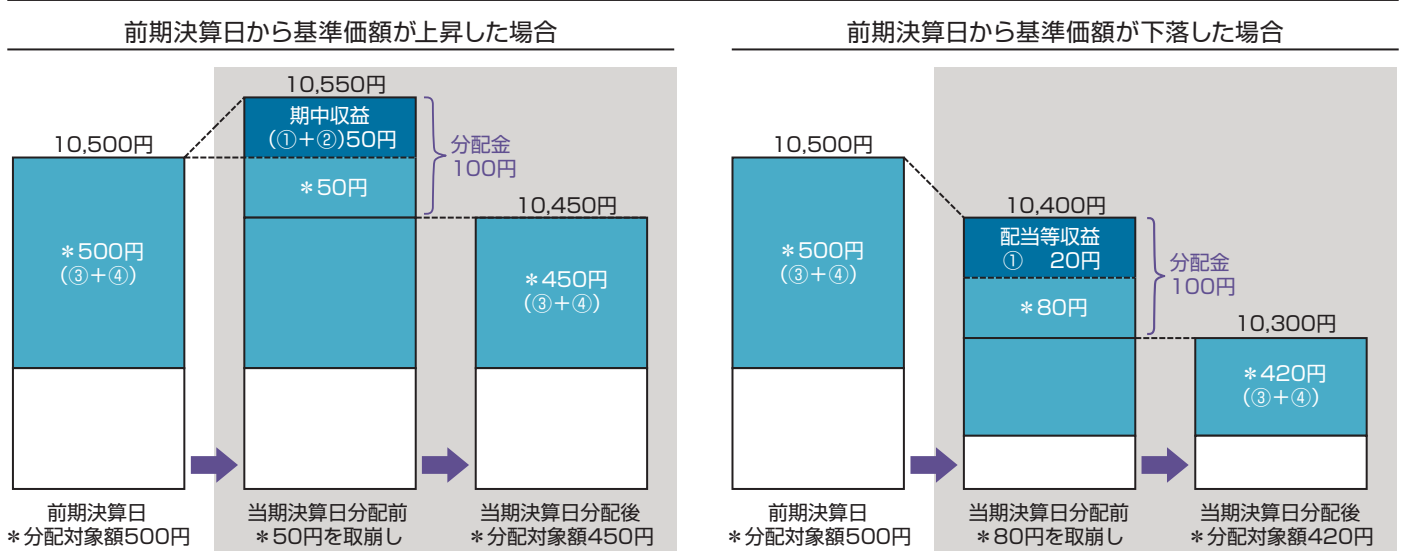 前期決算日から基準価額が上昇した場合
10,550円
期中収益
(①+②)50円
10,500円
分配金
100円
＊50円
10,450円
＊500円
(③+④)
＊450円
(③+④)
前期決算日
＊分配対象額500円
当期決算日分配前
＊50円を取崩し
当期決算日分配後
＊分配対象額450円
前期決算日から基準価額が下落した場合
10,500円
10,400円
配当等収益
① 20円
＊500円
(③+④)
分配金
100円
＊80円
10,300円
＊420円
(③+④)
前期決算日
＊分配対象額500円
当期決算日分配前
＊80円を取崩し
当期決算日分配後
＊分配対象額420円